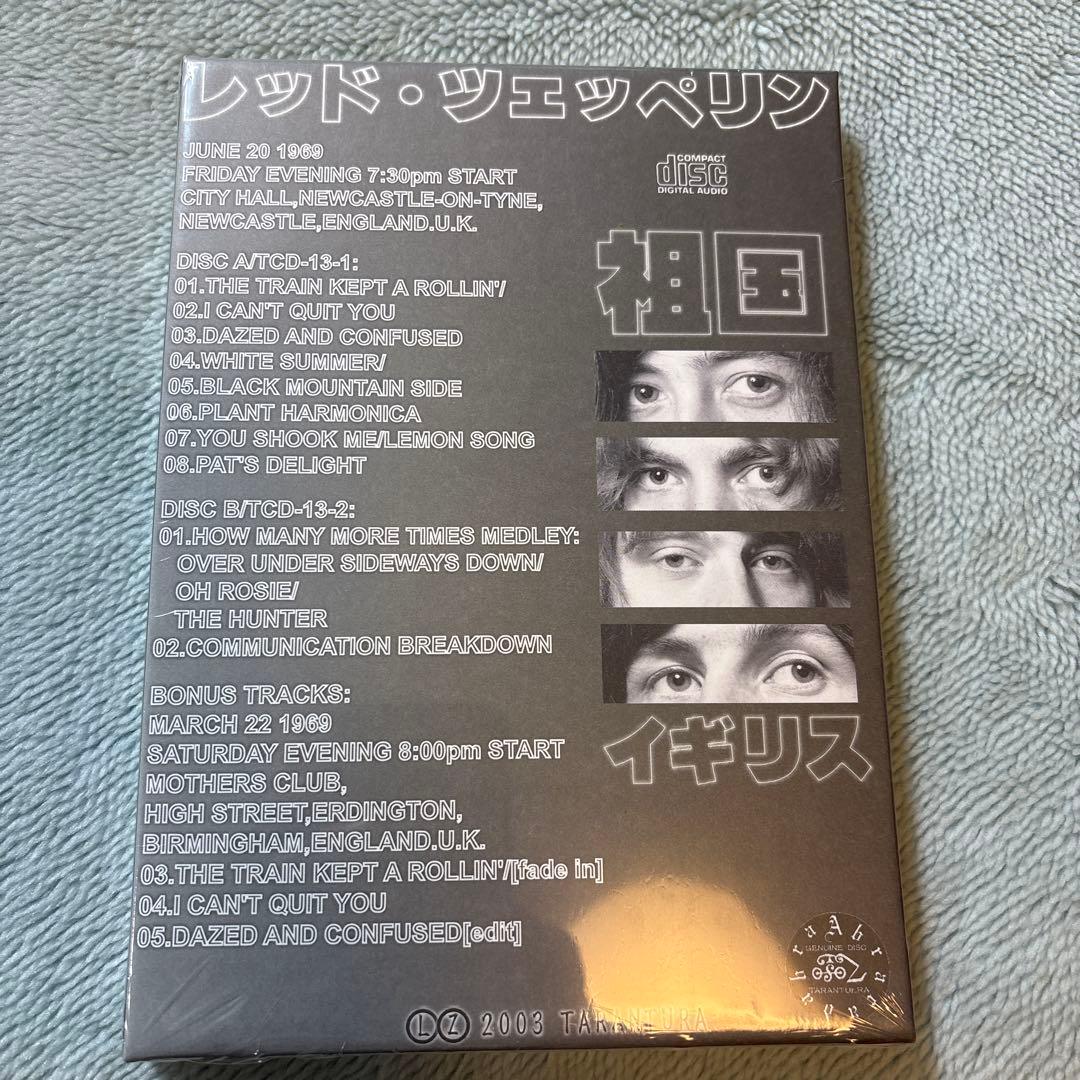 レッド・ツェッペリン
JUNE 20 1969
FRIDAY EVENING 7:30pm START
CITY HALL,NEWCASTLE-ON-TYNE,
NEWCASTLE,ENGLAND.U.K.
COMPACT
disc
DIGITAL AUDIO
祖国
DISC A/TCD-13-1:
01.THE TRAIN KEPT A ROLLIN'/
02.I CAN'T QUIT YOU
03.DAZED AND CONFUSED
04.WHITE SUMMER/
05.BLACK MOUNTAIN SIDE
06.PLANT HARMONICA
07.YOU SHOOK ME/LEMON SONG
08.PAT'S DELIGHT
DISC B/TCD-13-2:
01.HOW MANY MORE TIMES MEDLEY:
OVER UNDER SIDEWAYS DOWN/
OH ROSIE/
THE HUNTER
02.COMMUNICATION BREAKDOWN
BONUS TRACKS:
MARCH 22 1969
SATURDAY EVENING 8:00pm START
MOTHERS CLUB,
HIGH STREET,ERDINGTON,
BIRMINGHAM,ENGLAND.U.K.
03.THE TRAIN KEPT A ROLLIN'/[fade in]
04.I CAN'T QUIT YOU
05.DAZED AND CONFUSED[edit]
イギリス
GENUINE DISC
TARANTURA
LZ 2003 TARANTURA